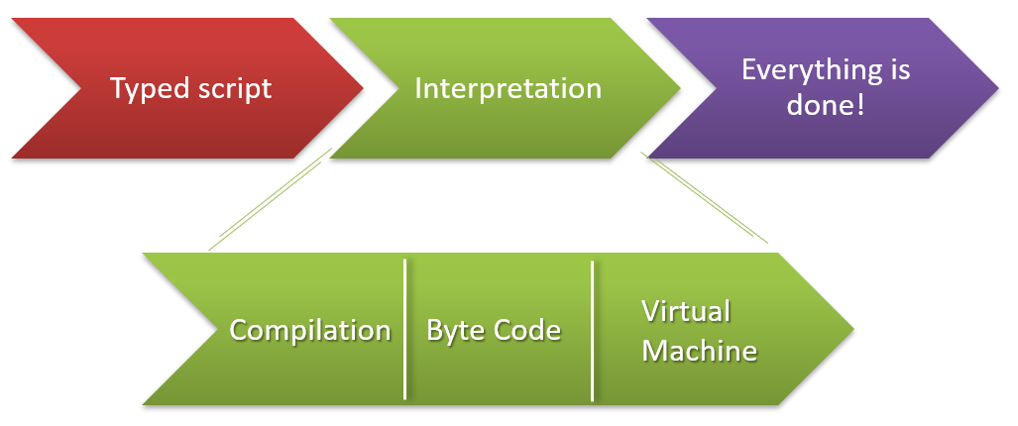 Typed script
Interpretation
Everything is
done!
Compilation
Byte Code
Virtual
Machine